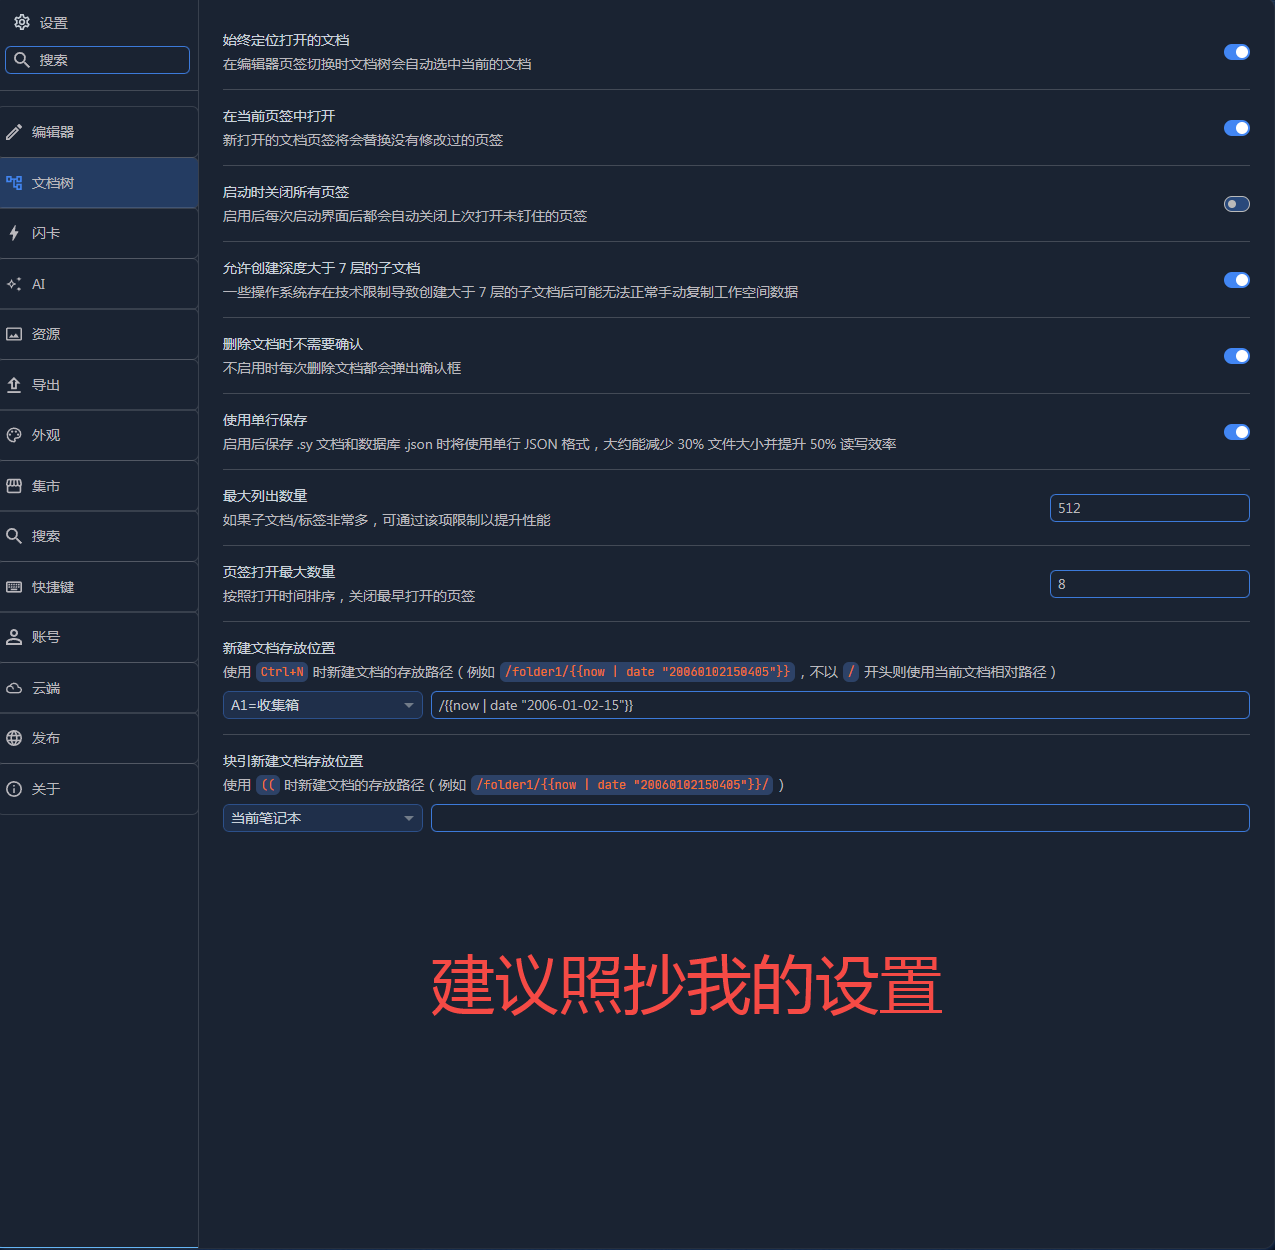 设置
搜索
编辑器
文档树
闪卡
AI
资源
导出
外观
集市
搜索
快捷键
账号
云端
发布
关于
始终定位打开的文档
在编辑器页签切换时文档树会自动选中当前的文档
在当前页签中打开
新打开的文档页签将会替换没有修改过的页签
启动时关闭所有页签
启用后每次启动界面后都会自动关闭上次打开未钉住的页签
允许创建深度大于 7 层的子文档
一些操作系统存在技术限制导致创建大于 7 层的子文档后可能无法正常手动复制工作空间数据
删除文档时不需要确认
不启用时每次删除文档都会弹出确认框
使用单行保存
启用后保存 .sy 文档和数据库 .json 时将使用单行 JSON 格式，大约能减少 30% 文件大小并提升 50% 读写效率
最大列出数量
如果子文档/标签非常多，可通过该项限制以提升性能
512
页签打开最大数量
按照打开时间排序，关闭最早打开的页签
8
新建文档存放位置
使用 Ctrl+N 时新建文档的存放路径（例如 /folder1/{{now | date "20060102150405"}}，不以 / 开头则使用当前文档相对路径）
A1=收集箱 /{{now | date "2006-01-02-15"}}
块引新建文档存放位置
使用 (( 时新建文档的存放路径（例如 /folder1/{{now | date "20060102150405"}}/ ）
当前笔记本
建议照抄我的设置